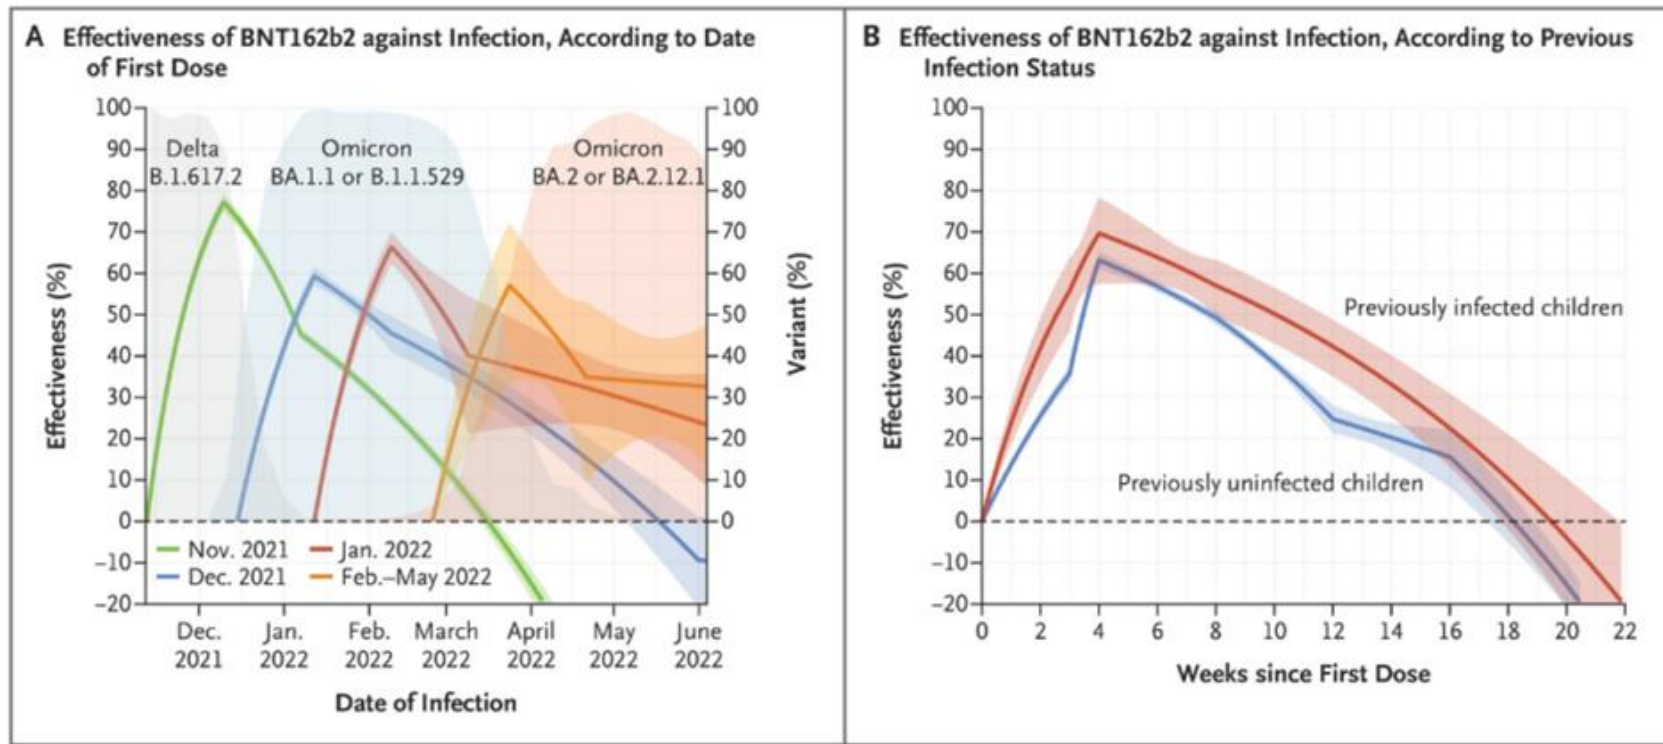 A Effectiveness of BNT162b2 against Infection, According to Date
of First Dose
100
90
80
70
60
50
40
30
20
10
0
–10
–20
Effectiveness (%)
Delta
B.1.617.2
Omicron
BA.1.1 or B.1.1.529
Omicron
BA.2 or BA.2.12.1
100
90
80
70
60
50
40
30
20
10
0
Variant (%)
Nov. 2021 Jan. 2022
Dec. 2021 Feb.–May 2022
Dec. Jan. Feb. March April May June
2021 2022 2022 2022 2022 2022 2022
Date of Infection
B Effectiveness of BNT162b2 against Infection, According to Previous
Infection Status
100
90
80
70
60
50
40
30
20
10
0
–10
–20
Effectiveness (%)
Previously infected children
Previously uninfected children
0 2 4 6 8 10 12 14 16 18 20 22
Weeks since First Dose